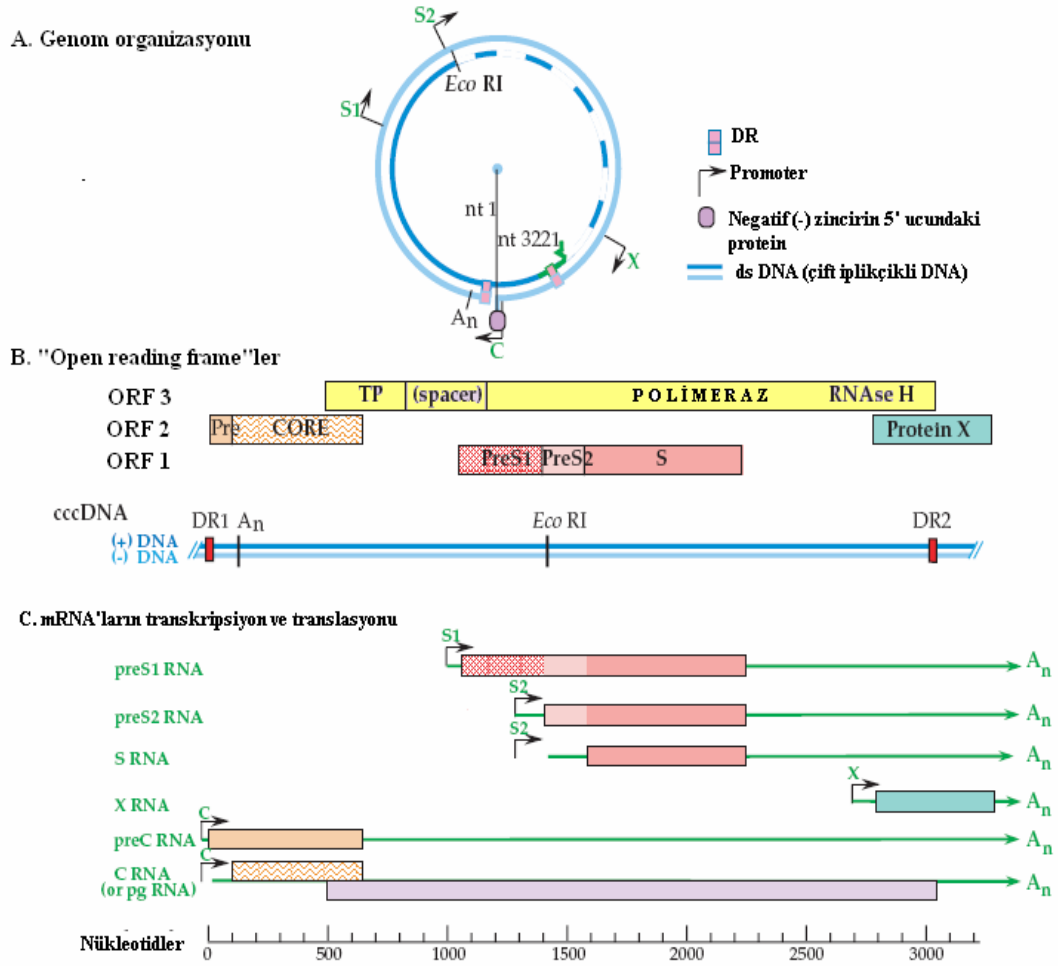 A. Genom organizasyonu
S2
Eco RI
S1
DR
Promoter
nt 1
nt 3221
Negatif (-) zincirin 5' ucundaki
protein
X
ds DNA (çift iplikçikli DNA)
An
C
B. "Open reading frame"ler
ORF 3 TP (spacer) POLİMERAZ RNAse H
ORF 2 Pre CORE Protein X
ORF 1 PreS1 PreS2 S
cccDNA DR1 An Eco RI DR2
(+) DNA
(-) DNA
C. mRNA'ların transkripsiyon ve translasyonu
S1
preS1 RNA An
S2
preS2 RNA An
S2
S RNA An
X
X RNA An
C
preC RNA An
C
C RNA An
(or pg RNA)
Nükleotidler 0 500 1000 1500 2000 2500 3000